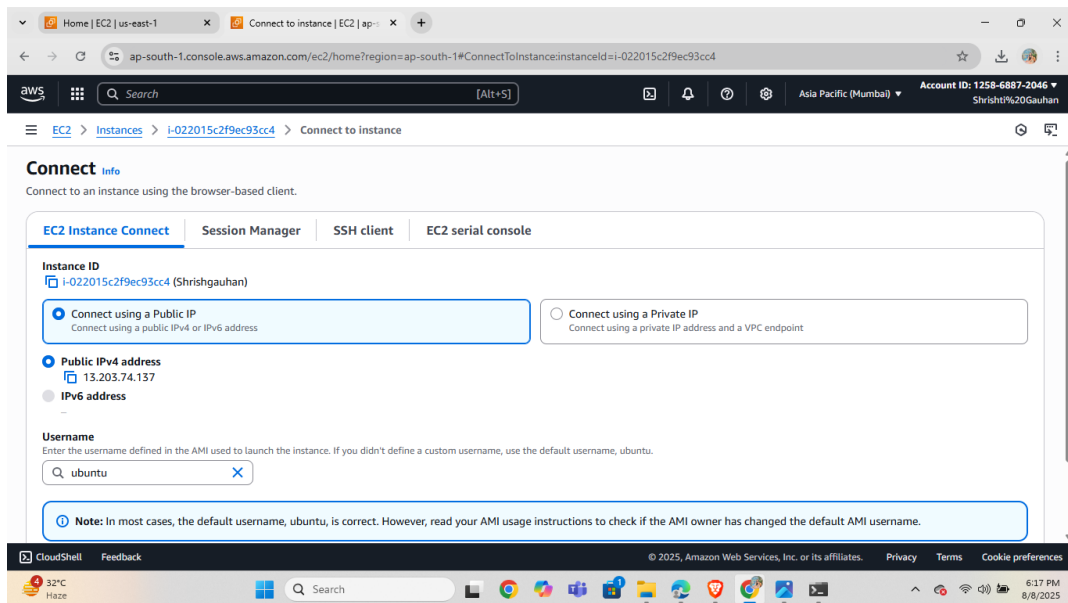 Home | EC2 | us-east-1
Connect to instance | EC2 | ap-s
ap-south-1.console.aws.amazon.com/ec2/home?region=ap-south-1#ConnectToInstance:instanceId=i-022015c2f9ec93cc4
aws
Search [Alt+S]
Asia Pacific (Mumbai)
Account ID: 1258-6887-2046
Shrishti%20Gauhan
EC2 > Instances > i-022015c2f9ec93cc4 > Connect to instance
Connect Info
Connect to an instance using the browser-based client.
EC2 Instance Connect
Session Manager
SSH client
EC2 serial console
Instance ID
i-022015c2f9ec93cc4 (Shrishgauhan)
Connect using a Public IP
Connect using a public IPv4 or IPv6 address
Connect using a Private IP
Connect using a private IP address and a VPC endpoint
Public IPv4 address
13.203.74.137
IPv6 address
–
Username
Enter the username defined in the AMI used to launch the instance. If you didn't define a custom username, use the default username, ubuntu.
ubuntu
Note: In most cases, the default username, ubuntu, is correct. However, read your AMI usage instructions to check if the AMI owner has changed the default AMI username.
CloudShell
Feedback
© 2025, Amazon Web Services, Inc. or its affiliates.
Privacy
Terms
Cookie preferences
4
32°C
Haze
Search
1
6:17 PM
8/8/2025